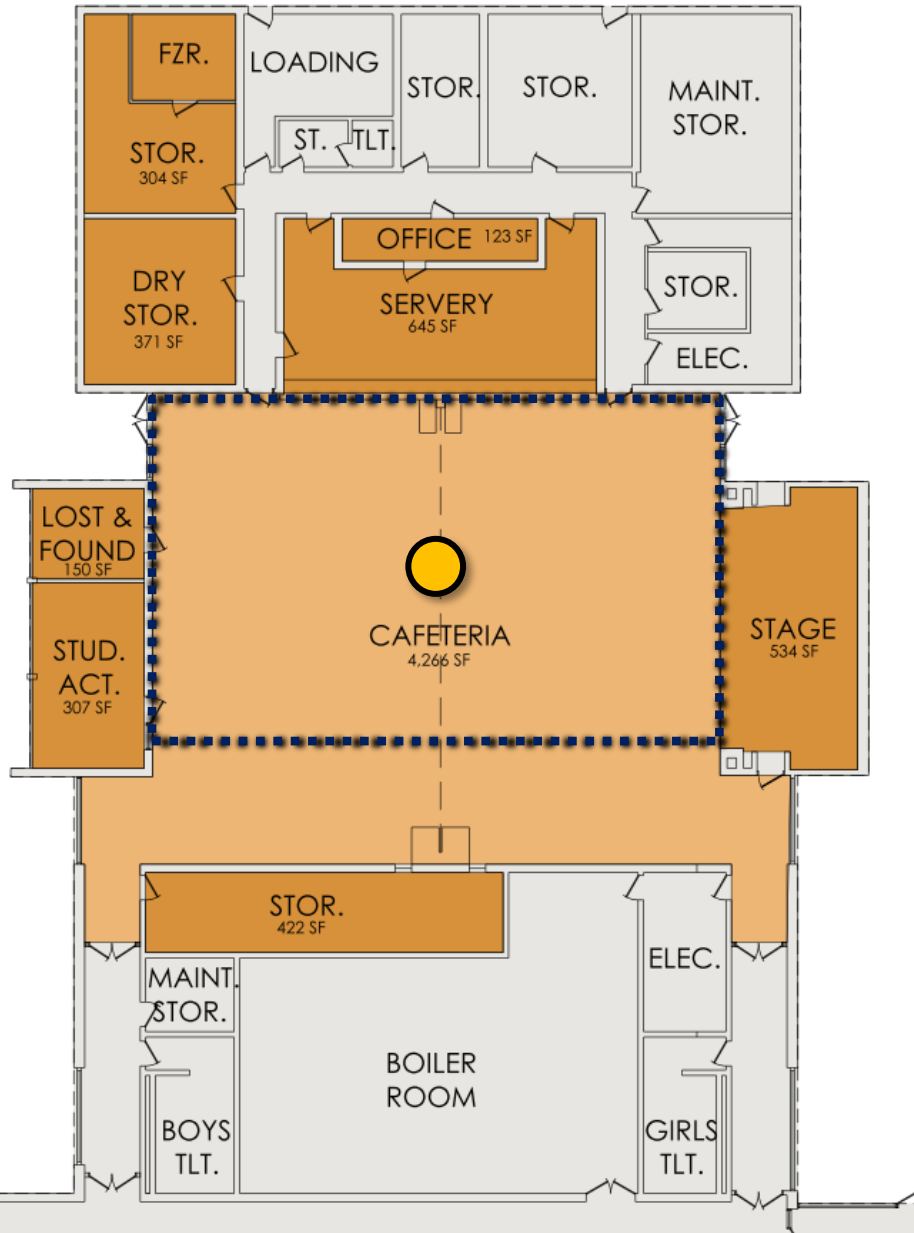 FZR.
LOADING
STOR.
STOR.
MAINT.
STOR.
ST.
TLT.
STOR.
304 SF
OFFICE 123 SF
DRY
STOR.
371 SF
SERVERY
645 SF
STOR.
ELEC.
LOST &
FOUND
150 SF
STUD.
ACT.
307 SF
CAFETERIA
4,266 SF
STAGE
534 SF
STOR.
422 SF
ELEC.
MAINT.
STOR.
BOILER
ROOM
BOYS
TLT.
GIRLS
TLT.